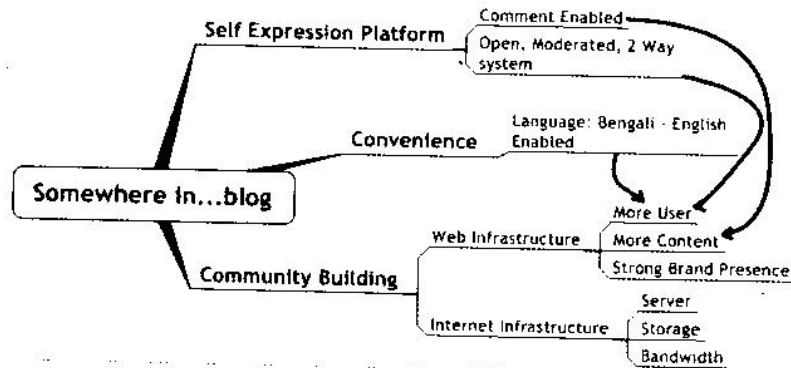 Comment Enabled
Self Expression Platform
Open, Moderated, 2 Way
system
Language: Bengali - English
Enabled
Convenience
Somewhere in...blog
More User
Web Infrastructure
More Content
Strong Brand Presence
Community Building
Server
Internet Infrastructure
Storage
Bandwidth